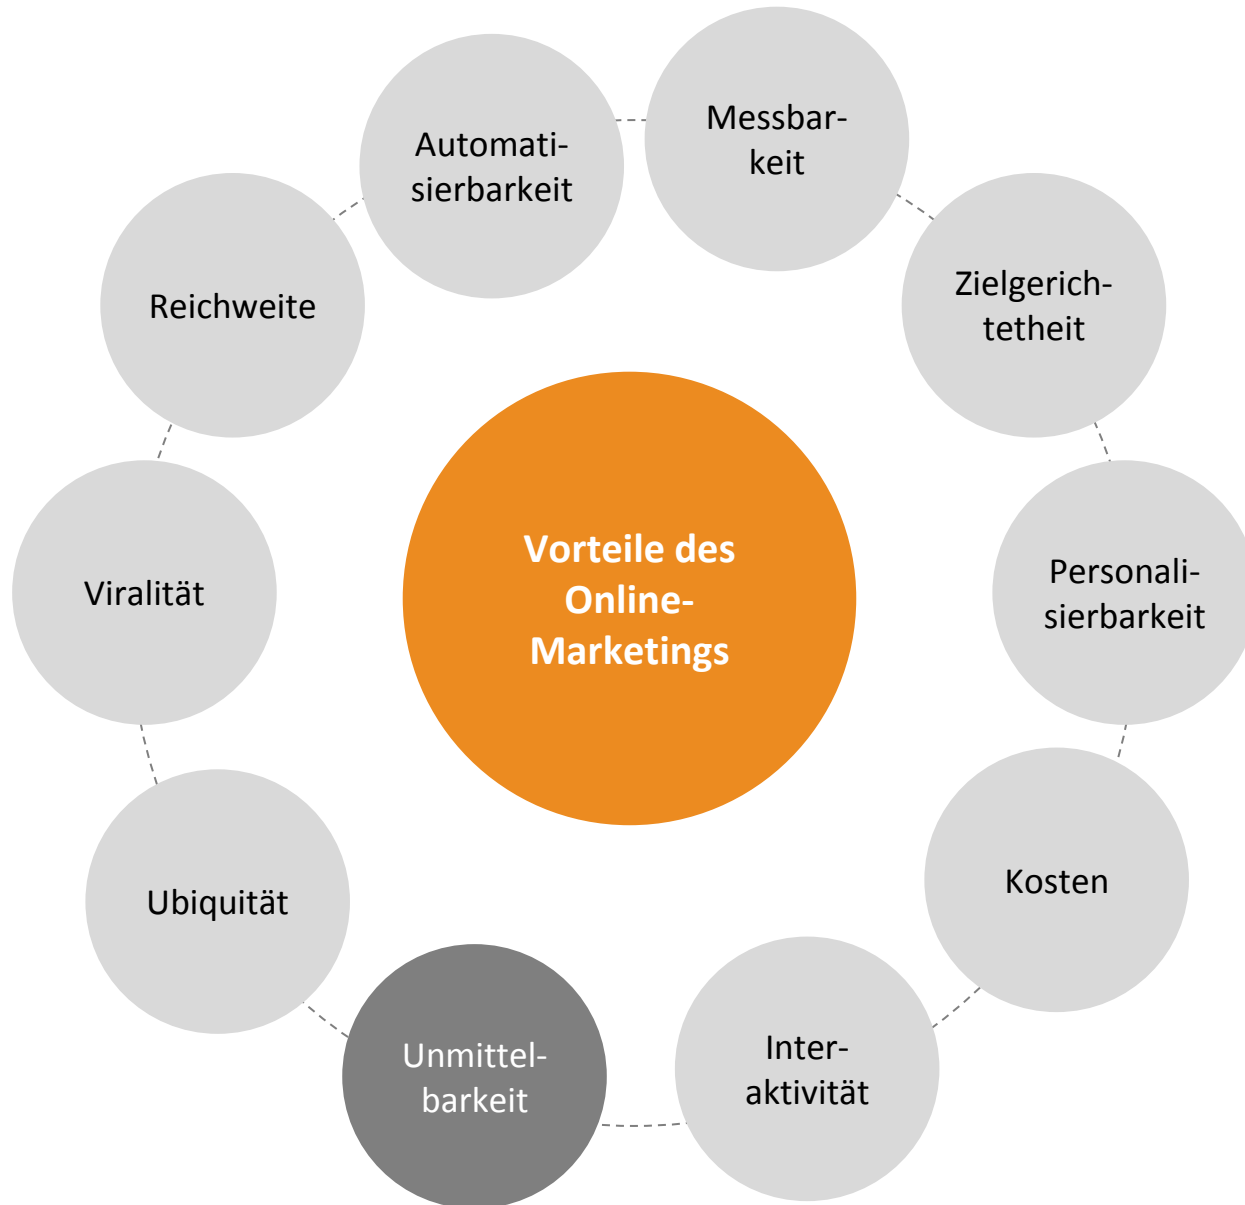 Messbar-
keit
Automati-
sierbarkeit
Zielgerich-
tetheit
Reichweite
Vorteile des
Online-
Marketings
Personali-
sierbarkeit
Viralität
Kosten
Ubiquität
Inter-
aktivität
Unmittel-
barkeit